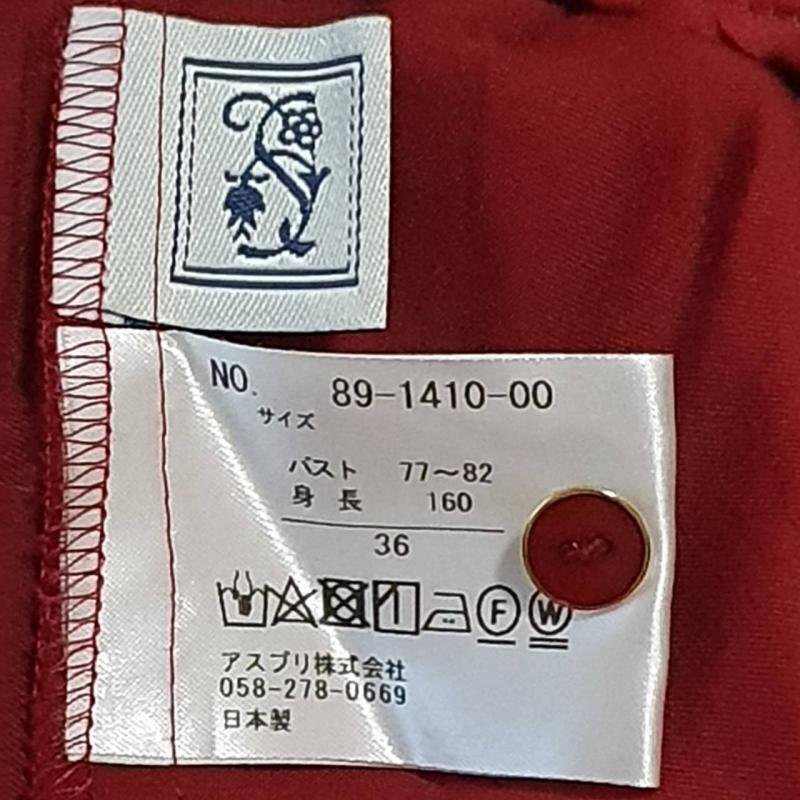 NO. 89-1410-00
サイズ
バスト 77～82
身長 160
36
F W
アスプリ株式会社
058-278-0669
日本製